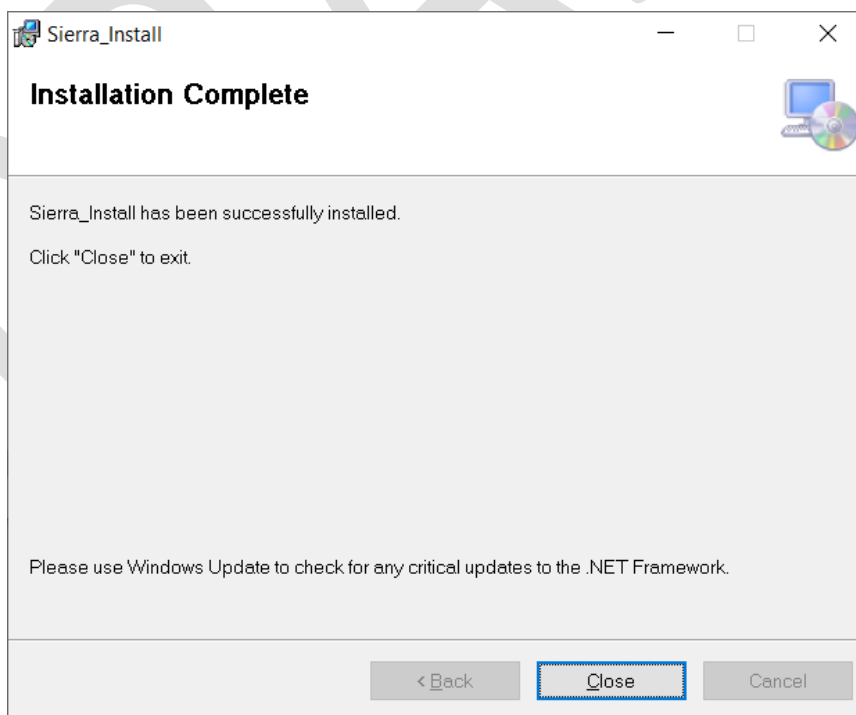 Sierra_Install
Installation Complete
Sierra_Install has been successfully installed.
Click "Close" to exit.
Please use Windows Update to check for any critical updates to the .NET Framework.
< Back
Close
Cancel